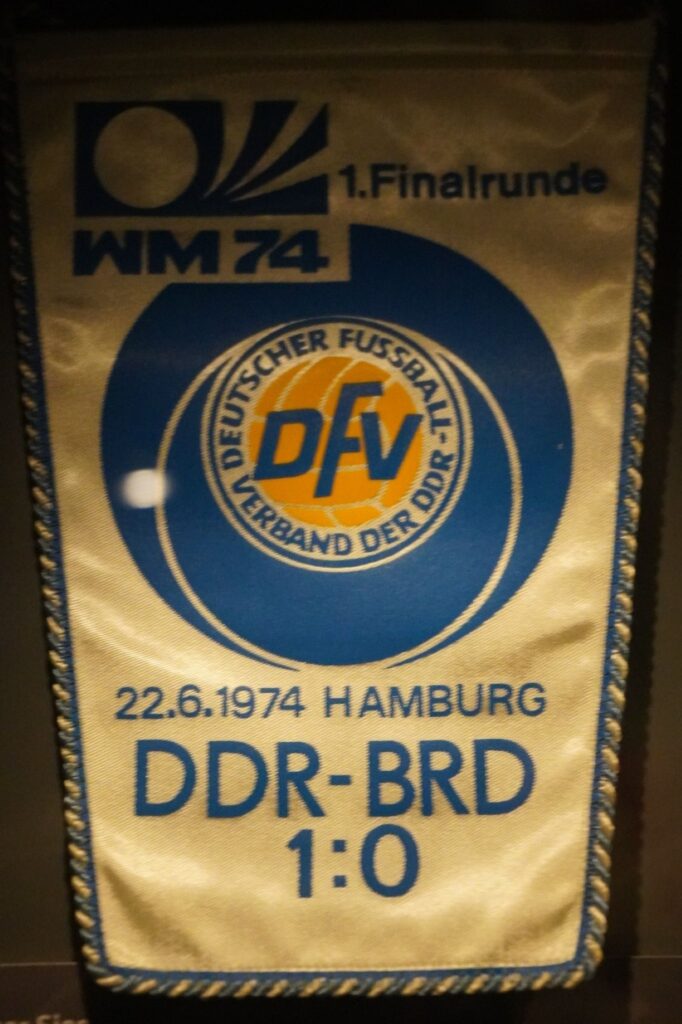 1.Finalrunde
WM 74
DEUTSCHER FUSSBALL-
VERBAND DER DDR
DFV
22.6.1974 HAMBURG
DDR-BRD
1:0